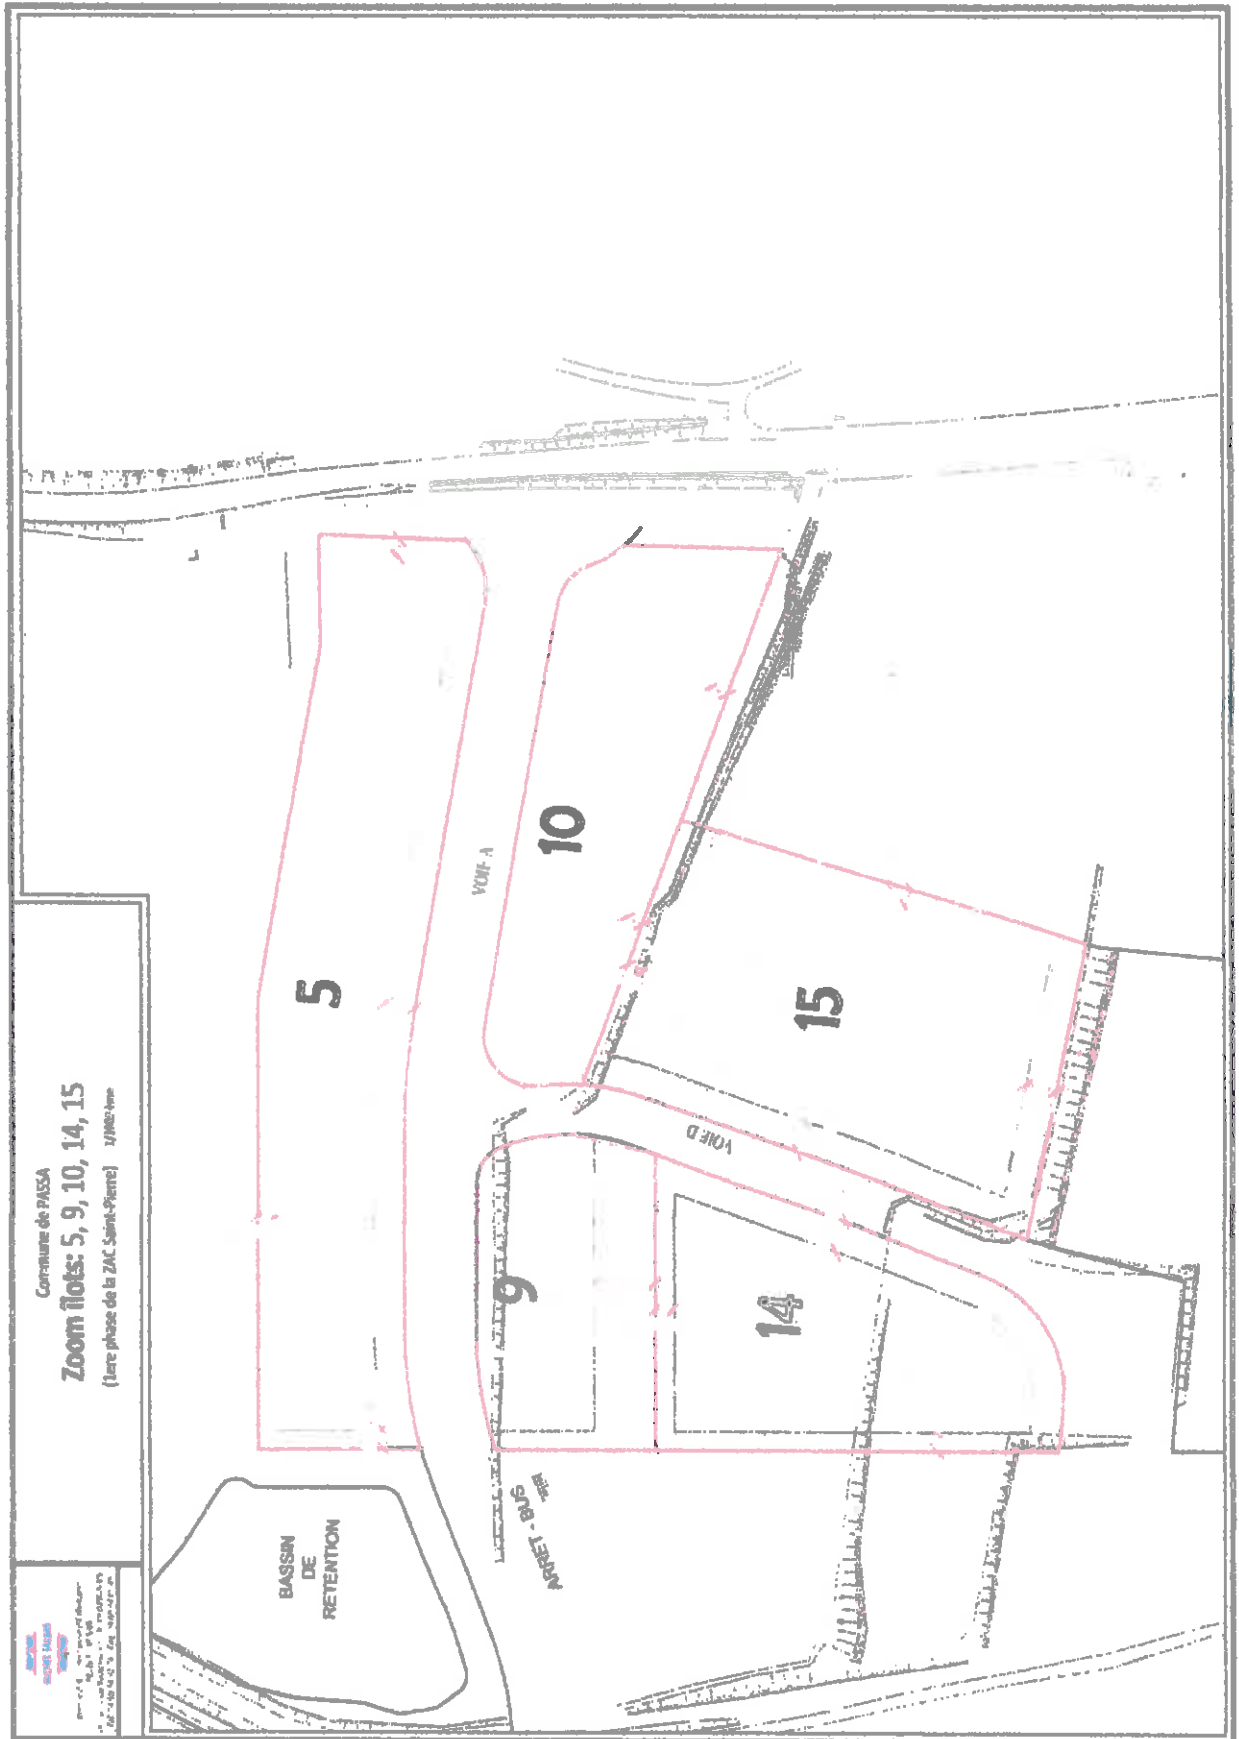 Commune de PASSA
Zoom îlots: 5, 9, 10, 14, 15
(1ere phase de la ZAC Saint-Pierre)
5
VOIE A
10
15
VOIE D
9
14
ARRET - BUS
BASSIN
DE
RETENTION